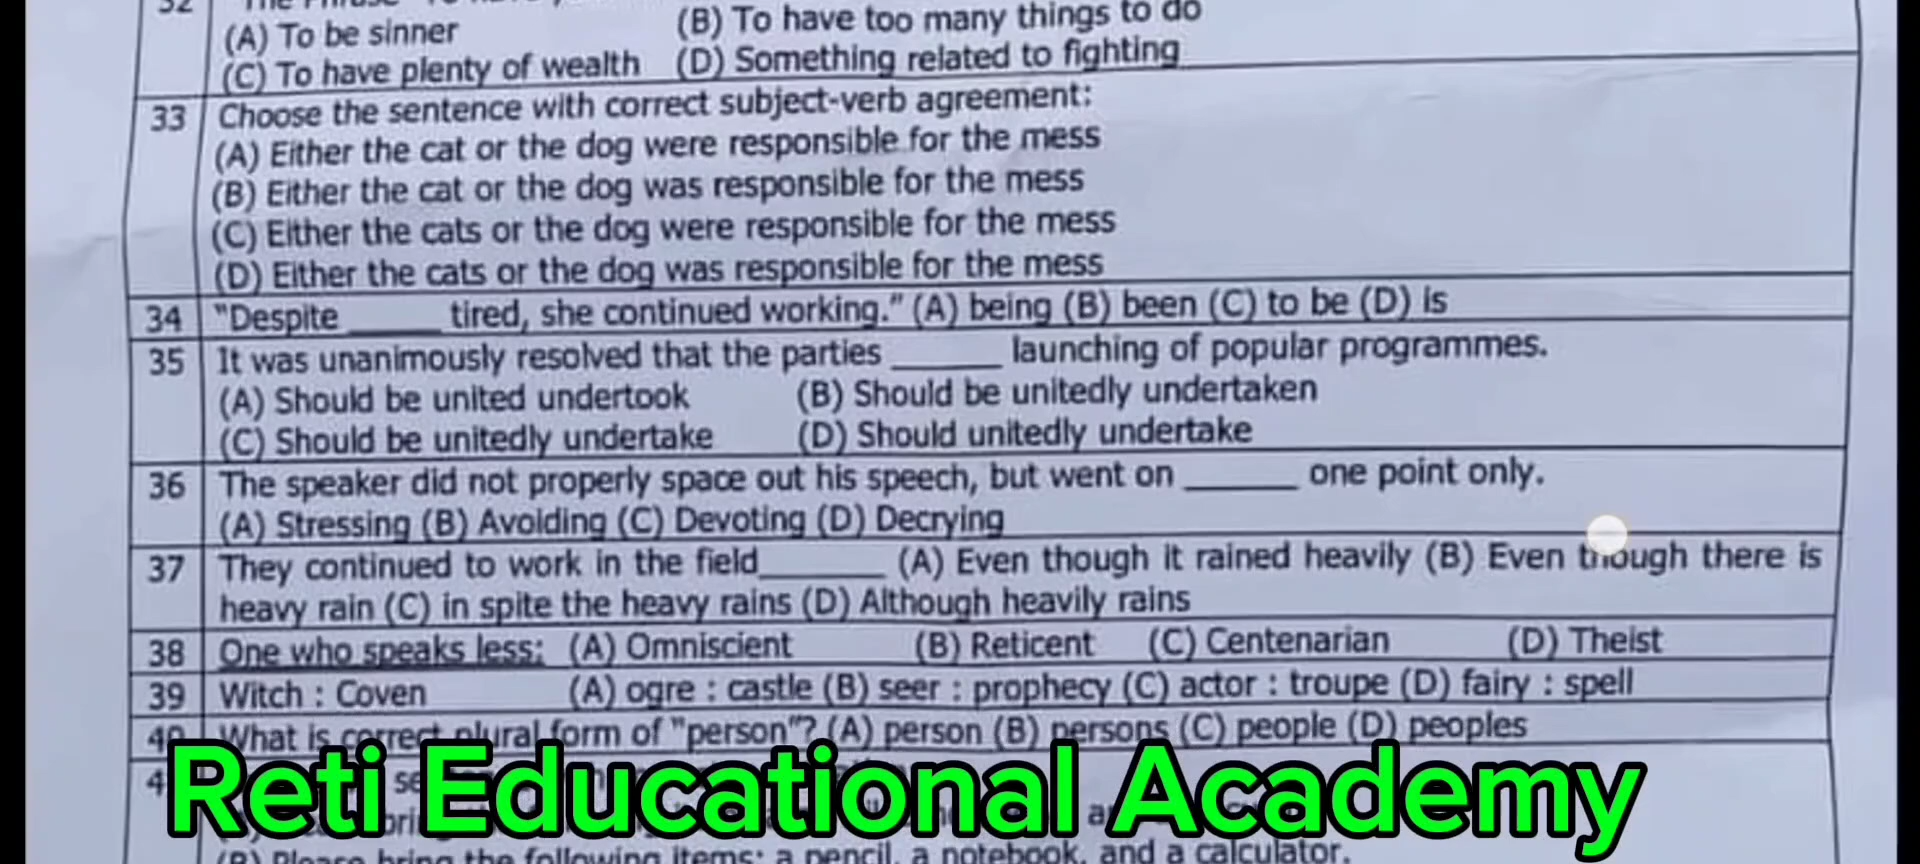 32
(A) To be sinner (B) To have too many things to do
(C) To have plenty of wealth (D) Something related to fighting
33 Choose the sentence with correct subject-verb agreement:
(A) Either the cat or the dog were responsible for the mess
(B) Either the cat or the dog was responsible for the mess
(C) Either the cats or the dog were responsible for the mess
(D) Either the cats or the dog was responsible for the mess
34 "Despite ______ tired, she continued working." (A) being (B) been (C) to be (D) is
35 It was unanimously resolved that the parties ______ launching of popular programmes.
(A) Should be united undertook (B) Should be unitedly undertaken
(C) Should be unitedly undertake (D) Should unitedly undertake
36 The speaker did not properly space out his speech, but went on ______ one point only.
(A) Stressing (B) Avoiding (C) Devoting (D) Decrying
37 They continued to work in the field______ (A) Even though it rained heavily (B) Even though there is
heavy rain (C) in spite the heavy rains (D) Although heavily rains
38 One who speaks less: (A) Omniscient (B) Reticent (C) Centenarian (D) Theist
39 Witch : Coven (A) ogre : castle (B) seer : prophecy (C) actor : troupe (D) fairy : spell
40 What is correct plural form of "person"? (A) person (B) persons (C) people (D) peoples
Reti Educational Academy
(B) Please bring the following items: a pencil, a notebook, and a calculator.